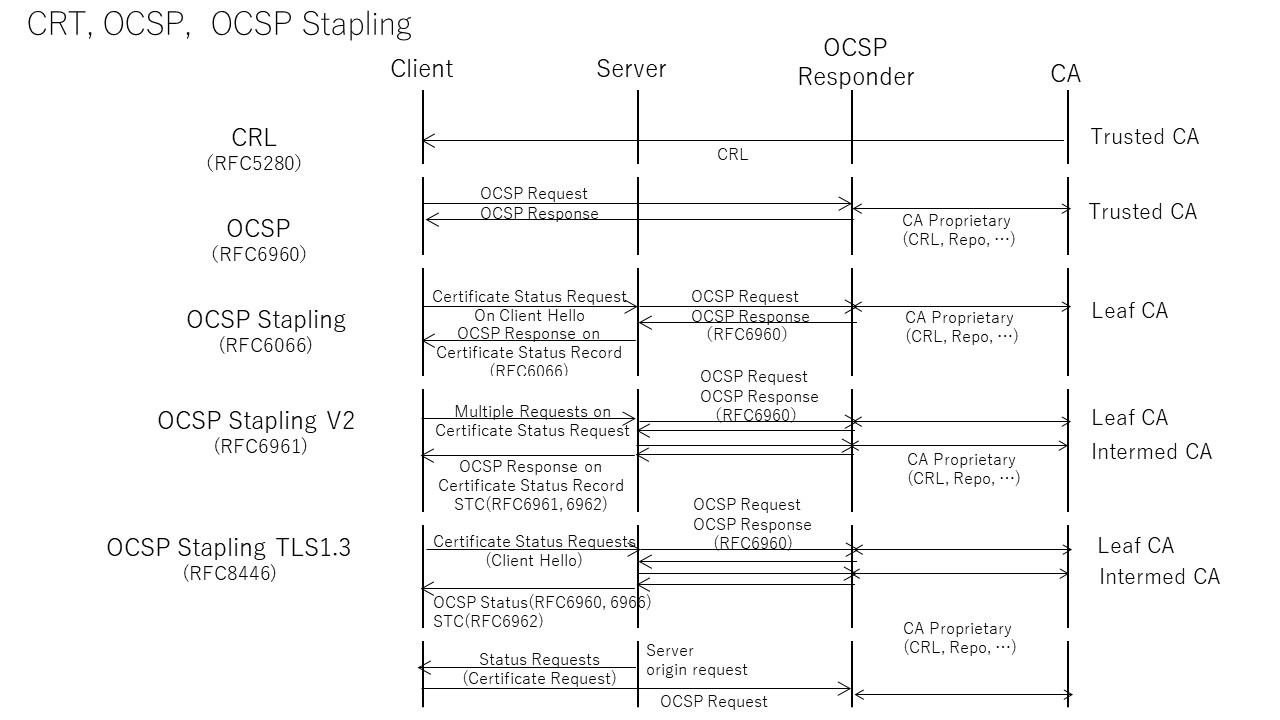 CRT, OCSP, OCSP Stapling
Client
Server
OCSP
Responder
CA
CRL
(RFC5280)
CRL
Trusted CA
OCSP
(RFC6960)
OCSP Request
OCSP Response
CA Proprietary
(CRL, Repo, …)
Trusted CA
OCSP Stapling
(RFC6066)
Certificate Status Request
On Client Hello
OCSP Response on
Certificate Status Record
(RFC6066)
OCSP Request
OCSP Response
(RFC6960)
CA Proprietary
(CRL, Repo, …)
Leaf CA
OCSP Stapling V2
(RFC6961)
Multiple Requests on
Certificate Status Request
OCSP Response on
Certificate Status Record
STC(RFC6961, 6962)
OCSP Request
OCSP Response
(RFC6960)
CA Proprietary
(CRL, Repo, …)
Leaf CA
Intermed CA
OCSP Stapling TLS1.3
(RFC8446)
Certificate Status Requests
(Client Hello)
OCSP Status(RFC6960, 6966)
STC(RFC6962)
OCSP Request
OCSP Response
(RFC6960)
Leaf CA
Intermed CA
CA Proprietary
(CRL, Repo, …)
Status Requests
(Certificate Request)
Server
origin request
OCSP Request